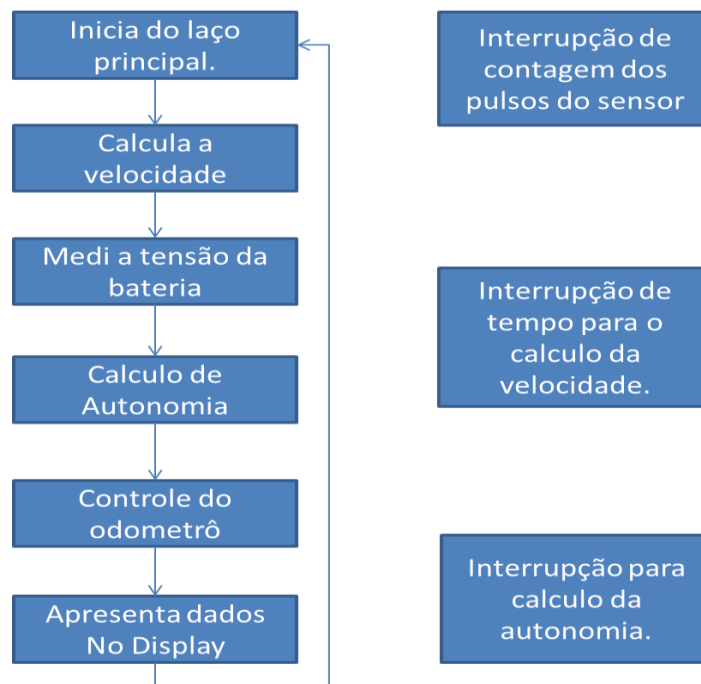 Inicia do laço
principal.
Calcula a
velocidade
Medi a tensão da
bateria
Calculo de
Autonomia
Controle do
odometrô
Apresenta dados
No Display
Interrupção de
contagem dos
pulsos do sensor
Interrupção de
tempo para o
calculo da
velocidade.
Interrupção para
calculo da
autonomia.